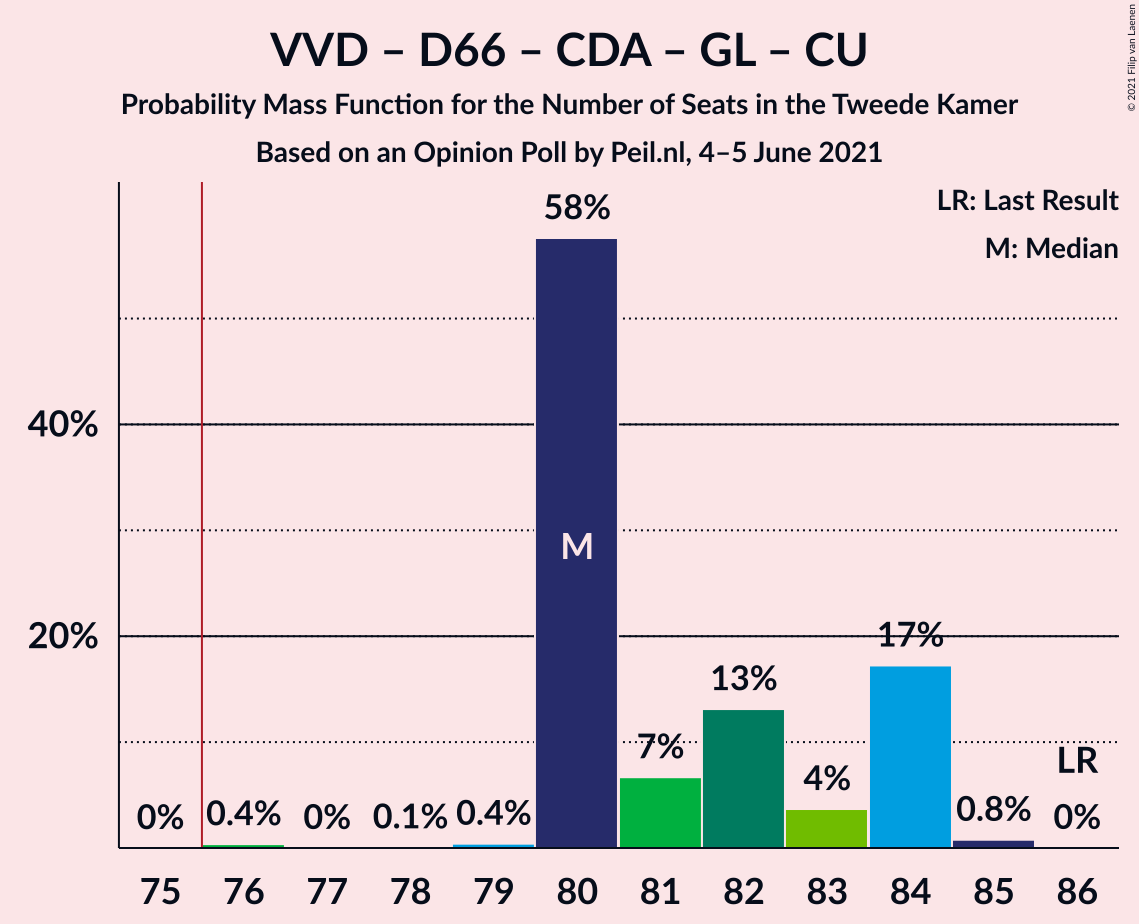 VVD – D66 – CDA – GL – CU
Probability Mass Function for the Number of Seats in the Tweede Kamer
Based on an Opinion Poll by Peil.nl, 4–5 June 2021
© 2021 Filip van Laenen
LR: Last Result
M: Median
58%
40%
M
20%
17%
13%
7%
LR
4%
0% 0.4% 0% 0.1% 0.4% 0.8% 0%
75 76 77 78 79 80 81 82 83 84 85 86